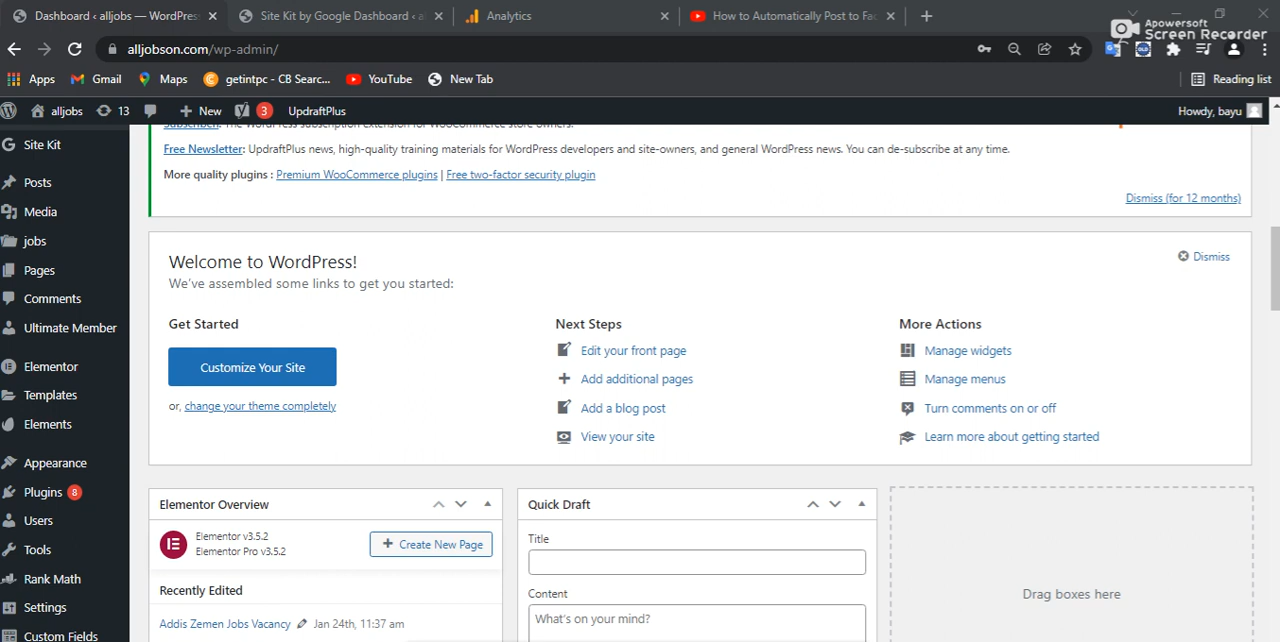 Dashboard ‹ alljobs — WordPres
Site Kit by Google Dashboard ‹ a
Analytics
How to Automatically Post to Fac
Apowersoft
Screen Recorder
alljobson.com/wp-admin/
Apps
Gmail
Maps
getintpc - CB Searc...
YouTube
New Tab
Reading list
alljobs
13
New
3
UpdraftPlus
Howdy, bayu
Site Kit
Posts
Media
jobs
Pages
Comments
Ultimate Member
Elementor
Templates
Elements
Appearance
Plugins 8
Users
Tools
Rank Math
Settings
Custom Fields
Subscriben: The WordPress subscription extension for WooCommerce store owners.
Free Newsletter: UpdraftPlus news, high-quality training materials for WordPress developers and site-owners, and general WordPress news. You can de-subscribe at any time.
More quality plugins : Premium WooCommerce plugins | Free two-factor security plugin
Dismiss (for 12 months)
Welcome to WordPress!
Dismiss
We've assembled some links to get you started:
Get Started
Customize Your Site
or, change your theme completely
Next Steps
Edit your front page
Add additional pages
Add a blog post
View your site
More Actions
Manage widgets
Manage menus
Turn comments on or off
Learn more about getting started
Elementor Overview
Elementor v3.5.2
Elementor Pro v3.5.2
Create New Page
Recently Edited
Addis Zemen Jobs Vacancy Jan 24th, 11:37 am
Quick Draft
Title
Content
What's on your mind?
Drag boxes here